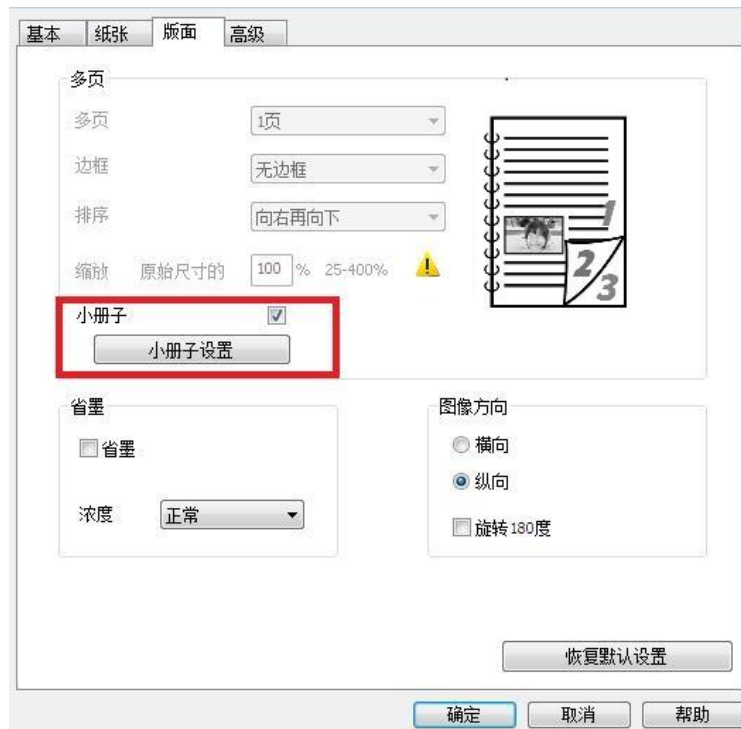 基本 纸张 版面 高级
多页
多页 1页
边框 无边框
排序 向右再向下
缩放 原始尺寸的 100 % 25-400%
1
2
3
小册子
小册子设置
省墨 图像方向
省墨 横向
纵向
浓度 正常
旋转180度
恢复默认设置
确定 取消 帮助